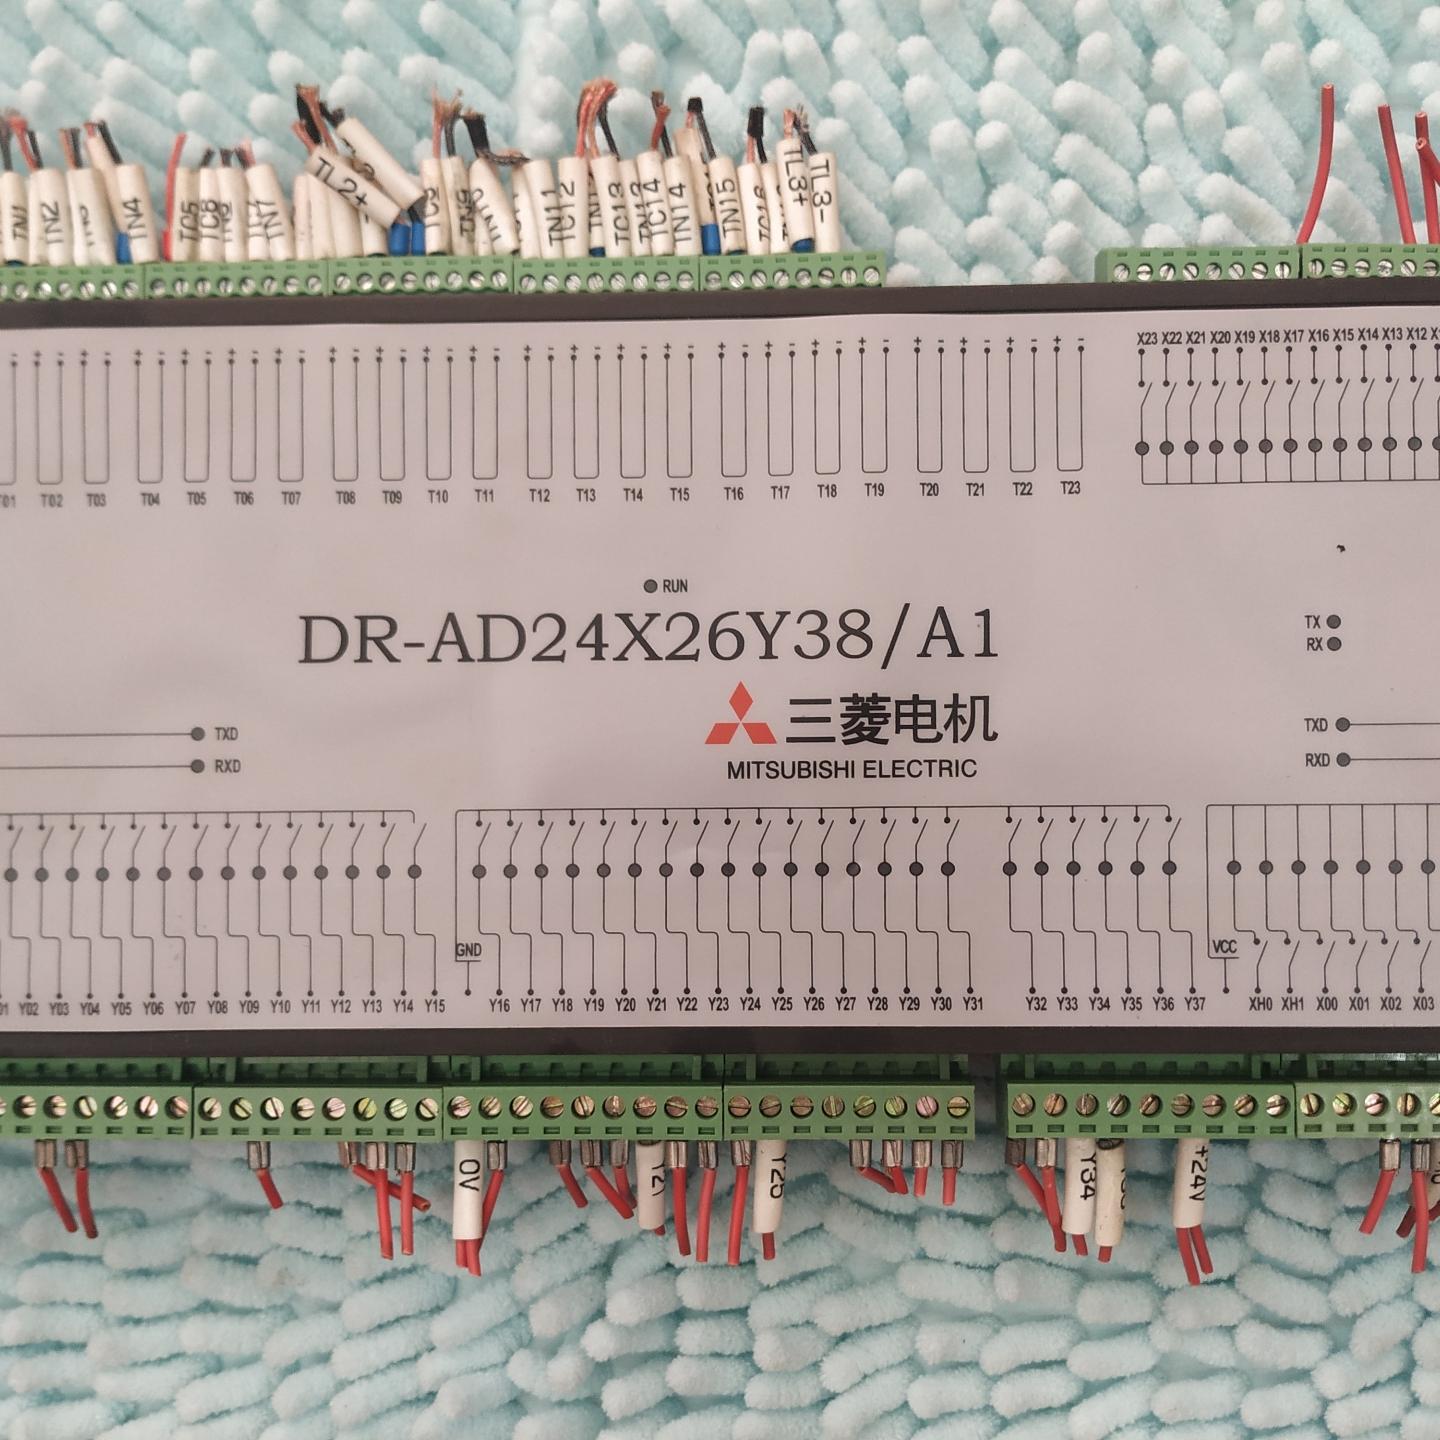 TN2
TN4
TC5
TC8
TN7
TL2+
TN11
TC12
TC13
TC14
TN14
TN15
TL3+
TL3-
X23 X22 X21 X20 X19 X18 X17 X16 X15 X14 X13 X12
+ - + - + - + - + - + - + - + - + - + - + - + - + - + - + - + - + - + - + - + - + - + -
T01 T02 T03 T04 T05 T06 T07 T08 T09 T10 T11 T12 T13 T14 T15 T16 T17 T18 T19 T20 T21 T22 T23
RUN
DR-AD24X26Y38/A1
TX
RX
三菱电机
MITSUBISHI ELECTRIC
TXD
RXD
TXD
RXD
GND
VCC
Y02 Y03 Y04 Y05 Y06 Y07 Y08 Y09 Y10 Y11 Y12 Y13 Y14 Y15 Y16 Y17 Y18 Y19 Y20 Y21 Y22 Y23 Y24 Y25 Y26 Y27 Y28 Y29 Y30 Y31 Y32 Y33 Y34 Y35 Y36 Y37 XH0 XH1 X00 X01 X02 X03
0V
Y21
Y25
Y34
+24V